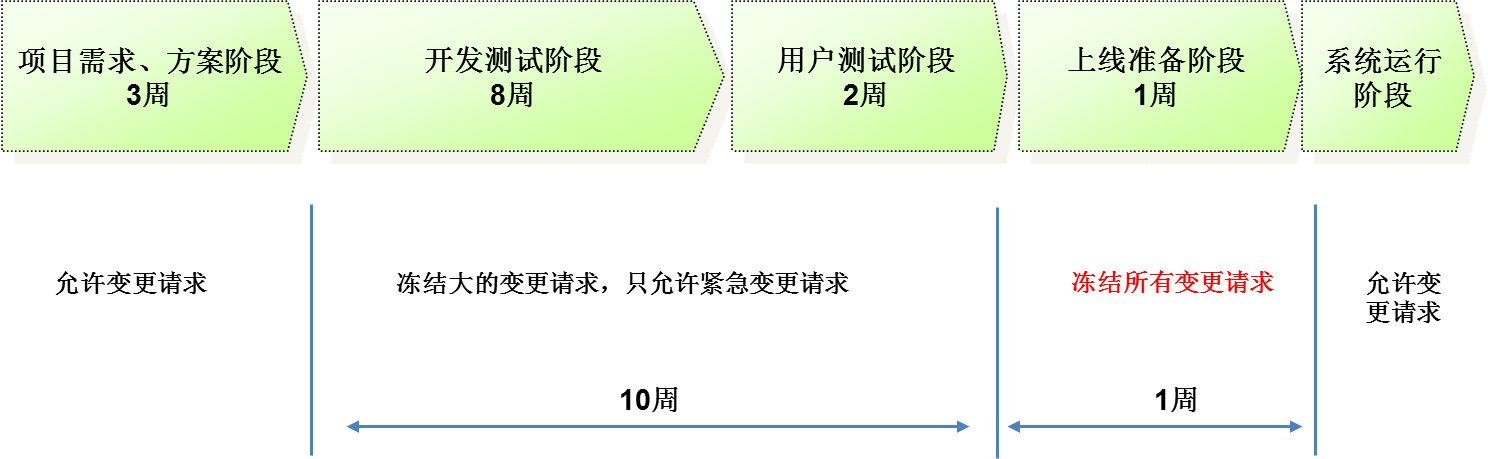 项目需求、方案阶段
3周
开发测试阶段
8周
用户测试阶段
2周
上线准备阶段
1周
系统运行
阶段
允许变更请求
冻结大的变更请求，只允许紧急变更请求
冻结所有变更请求
允许变
更请求
10周
1周